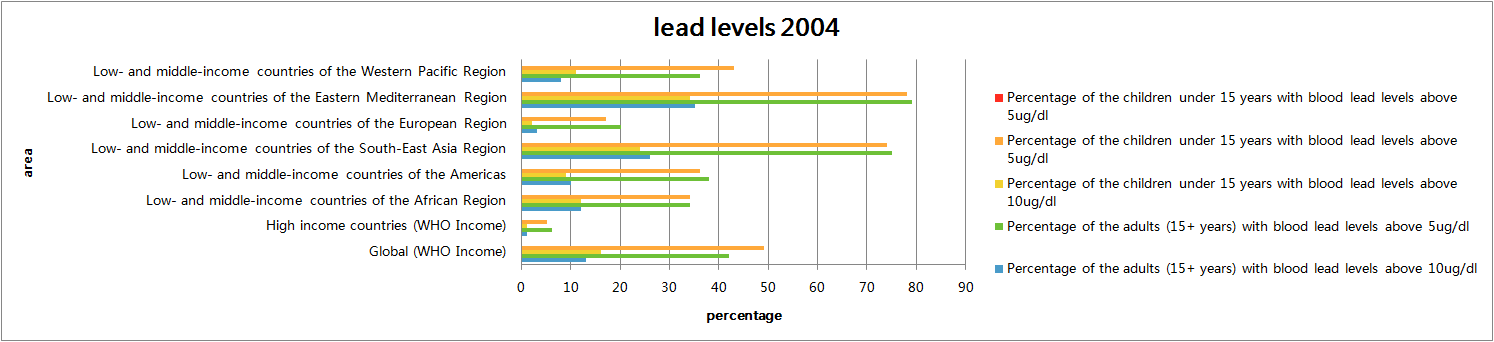 lead levels 2004
area
Low- and middle-income countries of the Western Pacific Region
Low- and middle-income countries of the Eastern Mediterranean Region
Low- and middle-income countries of the European Region
Low- and middle-income countries of the South-East Asia Region
Low- and middle-income countries of the Americas
Low- and middle-income countries of the African Region
High income countries (WHO Income)
Global (WHO Income)
0 10 20 30 40 50 60 70 80 90
percentage
Percentage of the children under 15 years with blood lead levels above
5ug/dl
Percentage of the children under 15 years with blood lead levels above
5ug/dl
Percentage of the children under 15 years with blood lead levels above
10ug/dl
Percentage of the adults (15+ years) with blood lead levels above 5ug/dl
Percentage of the adults (15+ years) with blood lead levels above 10ug/dl